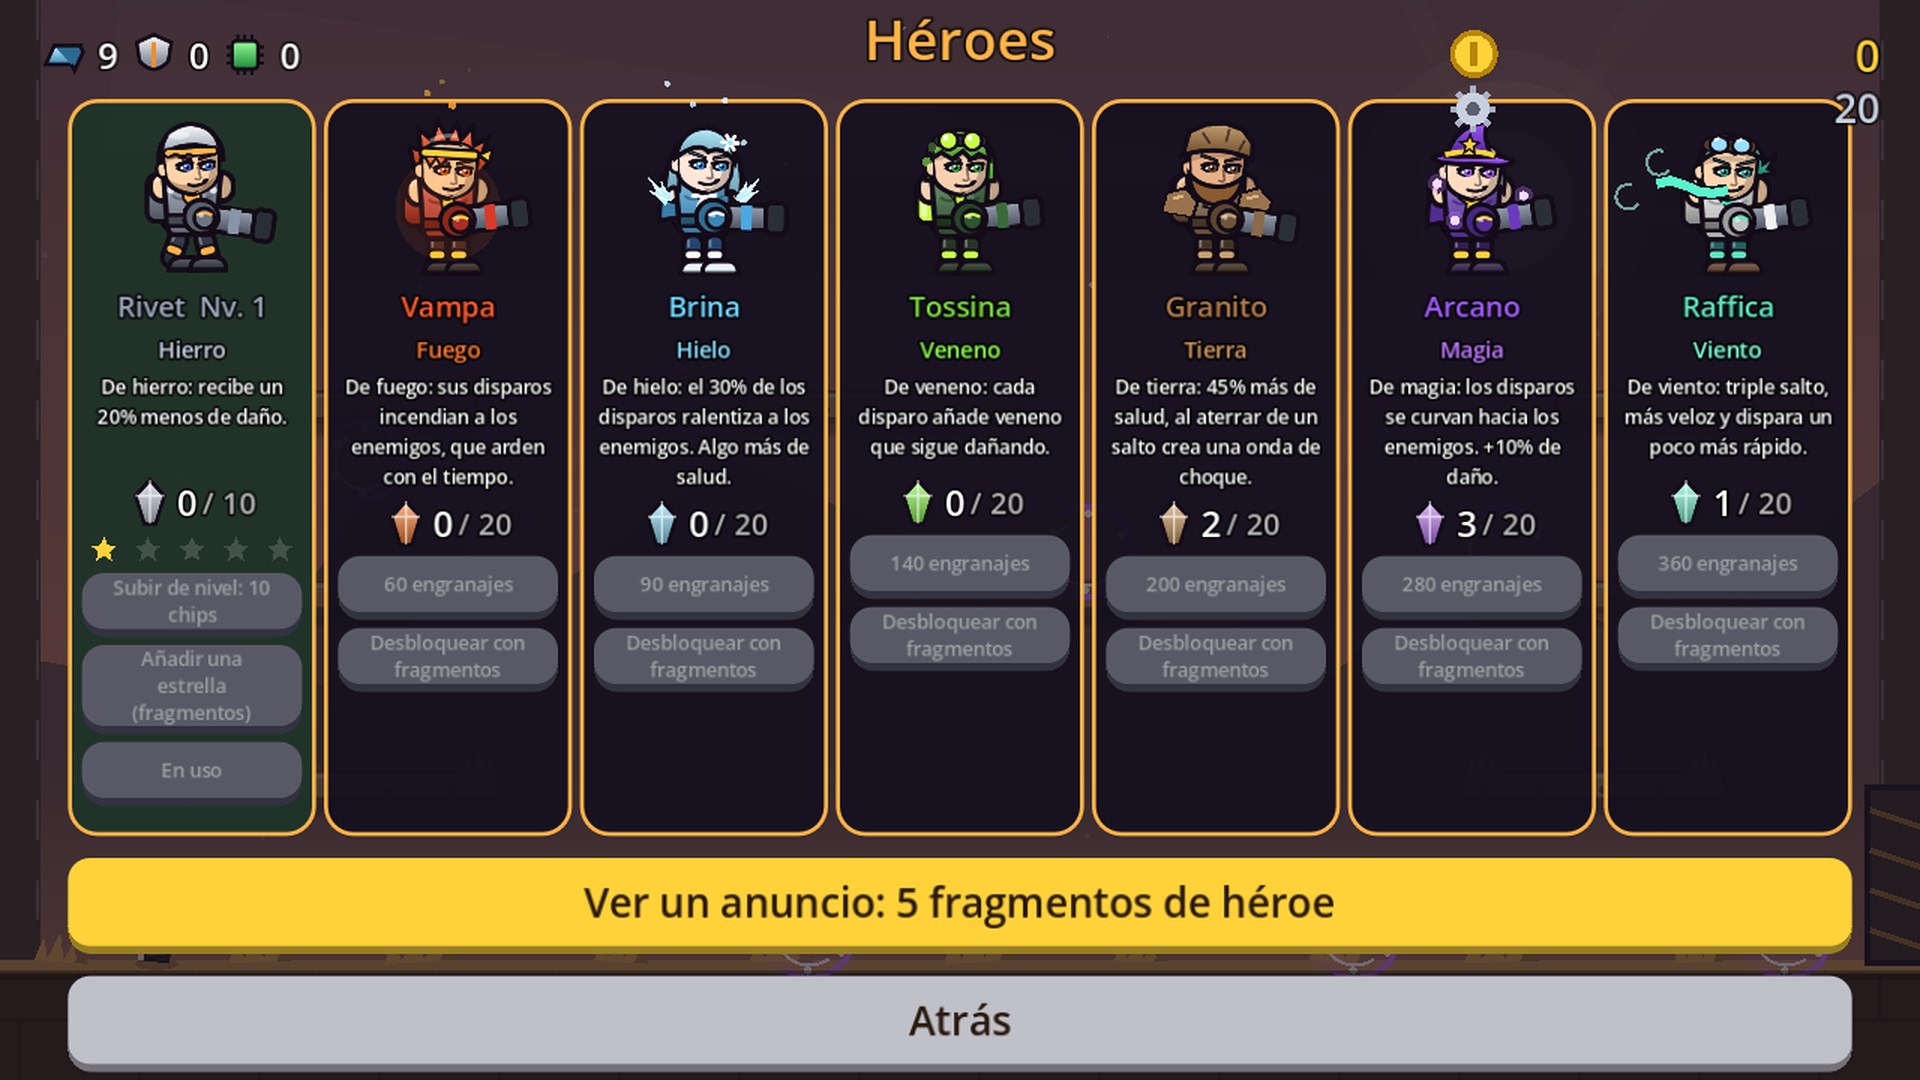 Héroes
9 0 0
0
20
Rivet Nv. 1
Hierro
De hierro: recibe un
20% menos de daño.
0 / 10
Subir de nivel: 10
chips
Añadir una
estrella
(fragmentos)
En uso
Vampa
Fuego
De fuego: sus disparos
incendian a los
enemigos, que arden
con el tiempo.
0 / 20
60 engranajes
Desbloquear con
fragmentos
Brina
Hielo
De hielo: el 30% de los
disparos ralentiza a los
enemigos. Algo más de
salud.
0 / 20
90 engranajes
Desbloquear con
fragmentos
Tossina
Veneno
De veneno: cada
disparo añade veneno
que sigue dañando.
0 / 20
140 engranajes
Desbloquear con
fragmentos
Granito
Tierra
De tierra: 45% más de
salud, al aterrar de un
salto crea una onda de
choque.
2 / 20
200 engranajes
Desbloquear con
fragmentos
Arcano
Magia
De magia: los disparos
se curvan hacia los
enemigos. +10% de
daño.
3 / 20
280 engranajes
Desbloquear con
fragmentos
Raffica
Viento
De viento: triple salto,
más veloz y dispara un
poco más rápido.
1 / 20
360 engranajes
Desbloquear con
fragmentos
Ver un anuncio: 5 fragmentos de héroe
Atrás